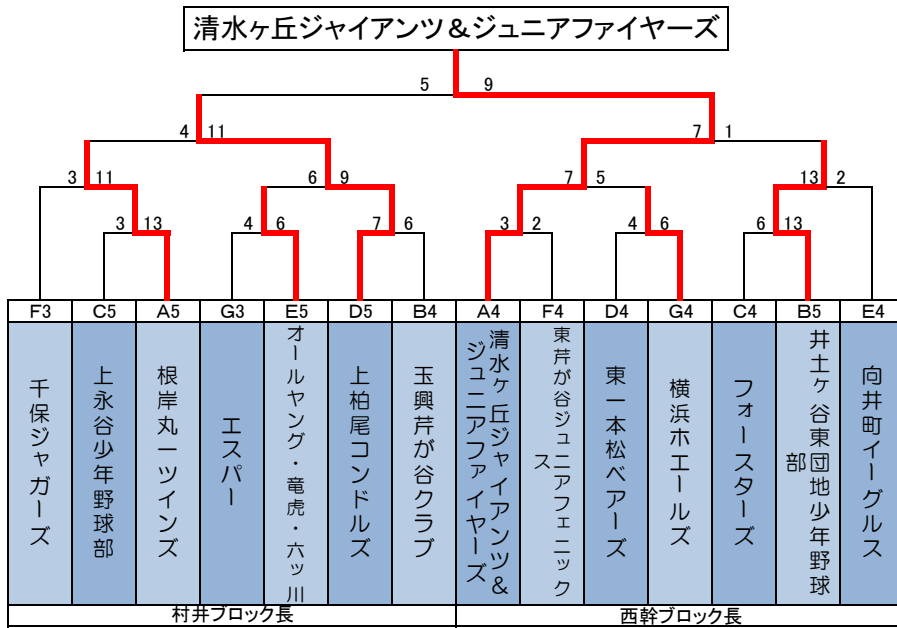 清水ヶ丘ジャイアンツ＆ジュニアファイヤーズ
5 9
4 11 7 1
3 11 6 9 7 5 13 2
3 13 4 6 7 6 3 2 4 6 6 13
F3 C5 A5 G3 E5 D5 B4 A4 F4 D4 G4 C4 B5 E4
千保ジャガーズ
上永谷少年野球部
根岸丸一ツインズ
エスパー
オールヤング・竜虎・六ッ川
上柏尾コンドルズ
玉興芹が谷クラブ
清水ヶ丘ジャイアンツ＆
ジュニアファイヤーズ
東芹が谷ジュニアフェニック
ス
東一本松ベアーズ
横浜ホエールズ
フォースターズ
井土ヶ谷東団地少年野球
部
向井町イーグルス
村井ブロック長 西幹ブロック長